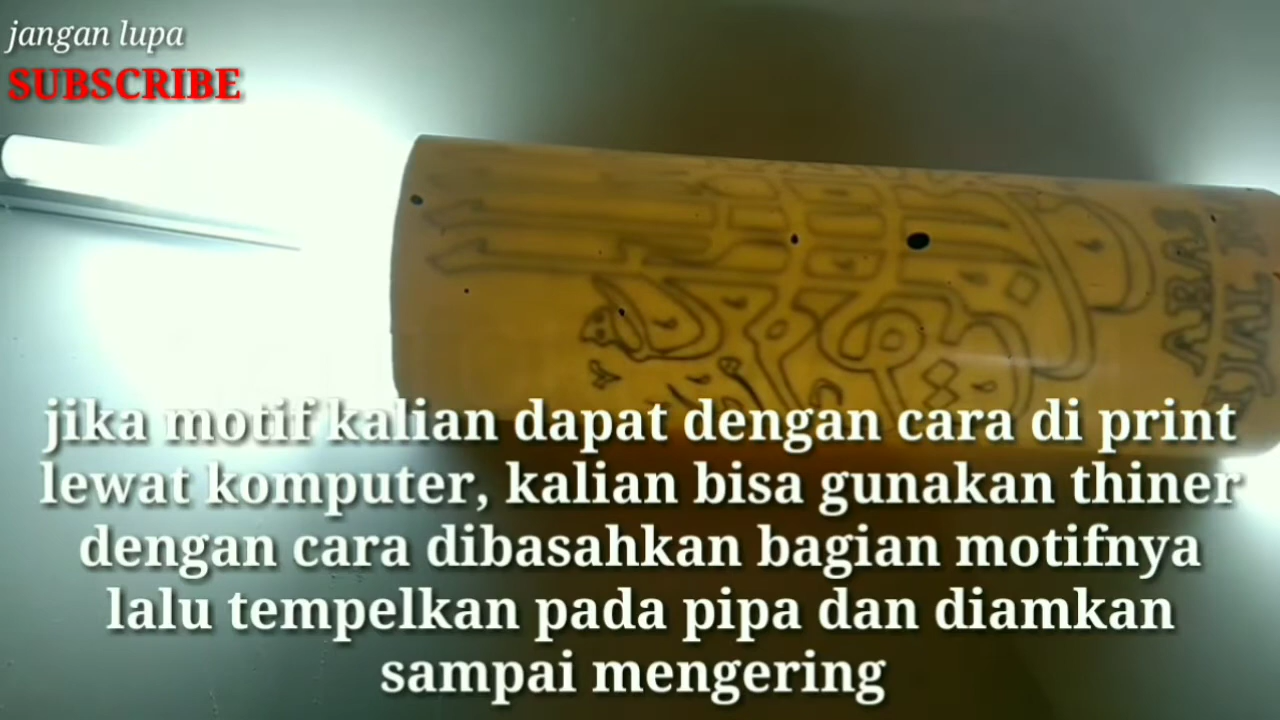 jangan lupa
SUBSCRIBE
ABAS
jika motif kalian dapat dengan cara di print
lewat komputer, kalian bisa gunakan thiner
dengan cara dibasahkan bagian motifnya
lalu tempelkan pada pipa dan diamkan
sampai mengering